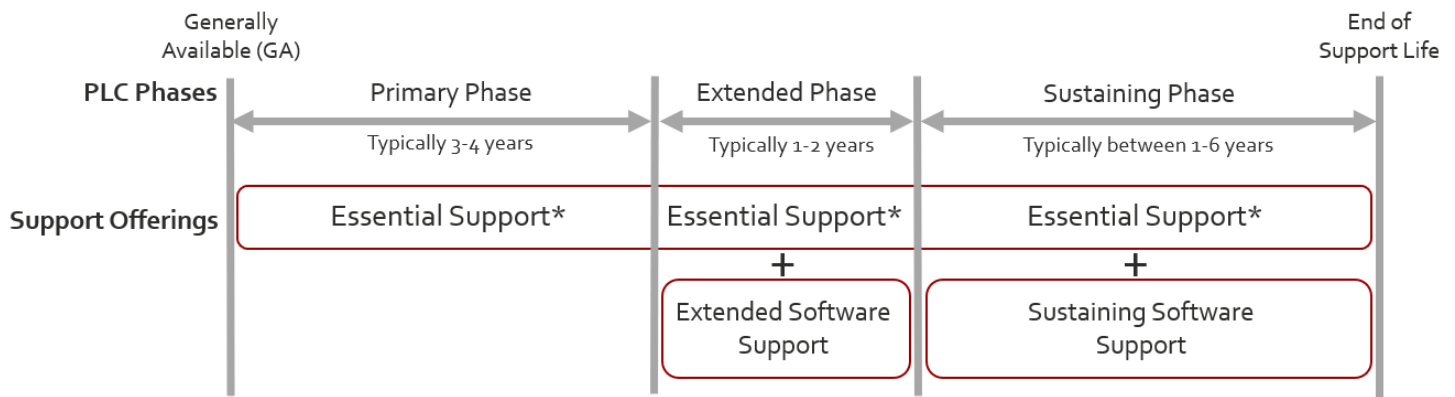 Generally
Available (GA)
End of
Support Life
PLC Phases
Primary Phase
Extended Phase
Sustaining Phase
Typically 3-4 years
Typically 1-2 years
Typically between 1-6 years
Support Offerings
Essential Support*
Essential Support*
Essential Support*
+
+
Extended Software
Support
Sustaining Software
Support